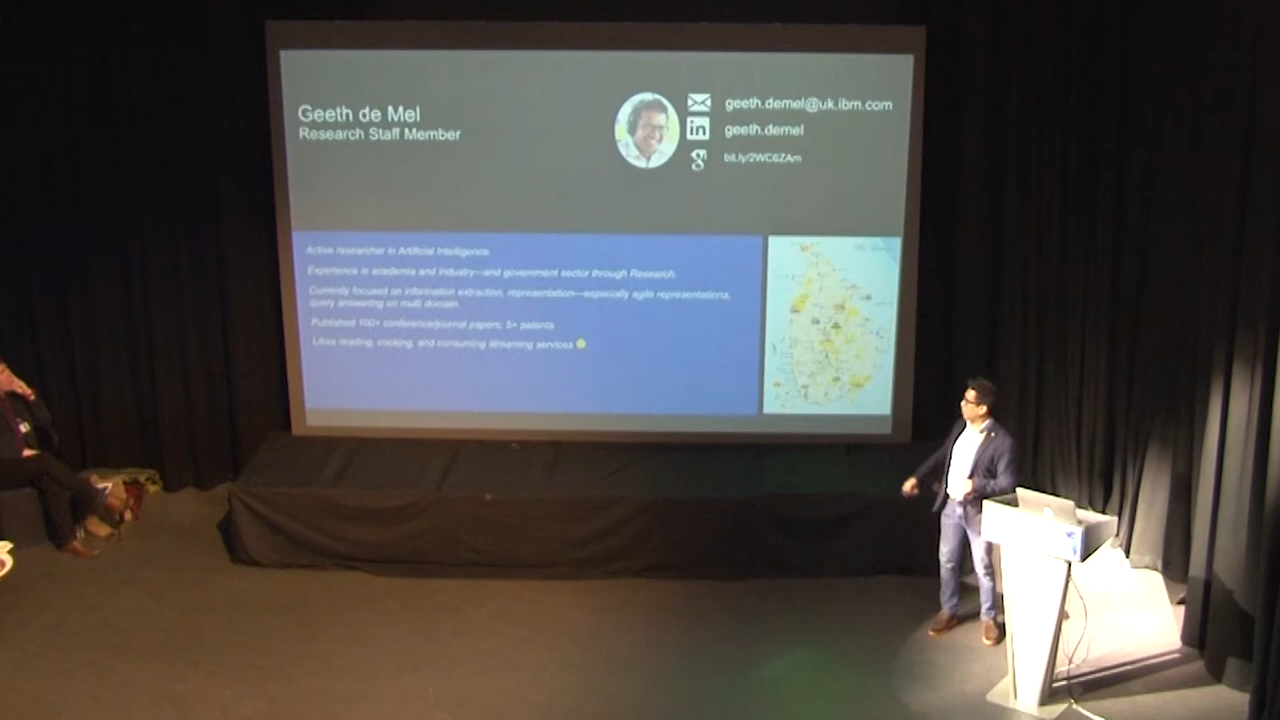 Geeth de Mel
Research Staff Member
geeth.demel@uk.ibm.com
in
geeth.demel
bit.ly/2WC6ZAm
Active researcher in Artificial Intelligence.
Experience in academia and industry—and government sector through Research.
Currently focused on information extraction, representation—especially agile representations,
query answering on multi domain.
Published 100+ conference/journal papers, 5+ patents
Likes reading, cooking, and consuming streaming services